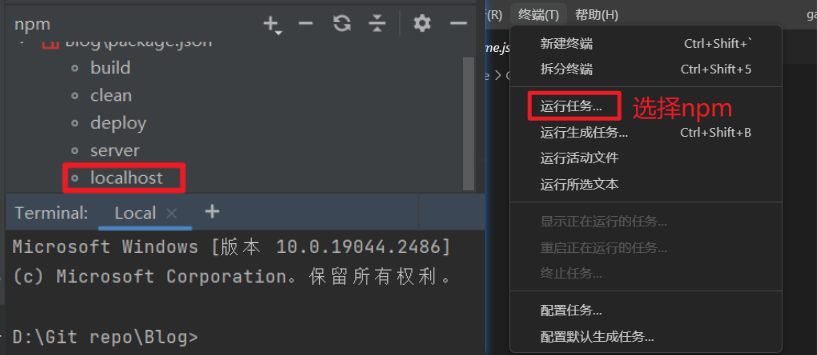 npm
Blog\package.json
build
clean
deploy
server
localhost
Terminal: Local × +
Microsoft Windows [版本 10.0.19044.2486]
(c) Microsoft Corporation。保留所有权利。
D:\Git repo\Blog>
(R) 终端(T) 帮助(H) ga
me.js
新建终端 Ctrl+Shift+`
拆分终端 Ctrl+Shift+5
运行任务... 选择npm
运行生成任务... Ctrl+Shift+B
运行活动文件
运行所选文本
显示正在运行的任务...
重启正在运行的任务...
终止任务...
配置任务...
配置默认生成任务...